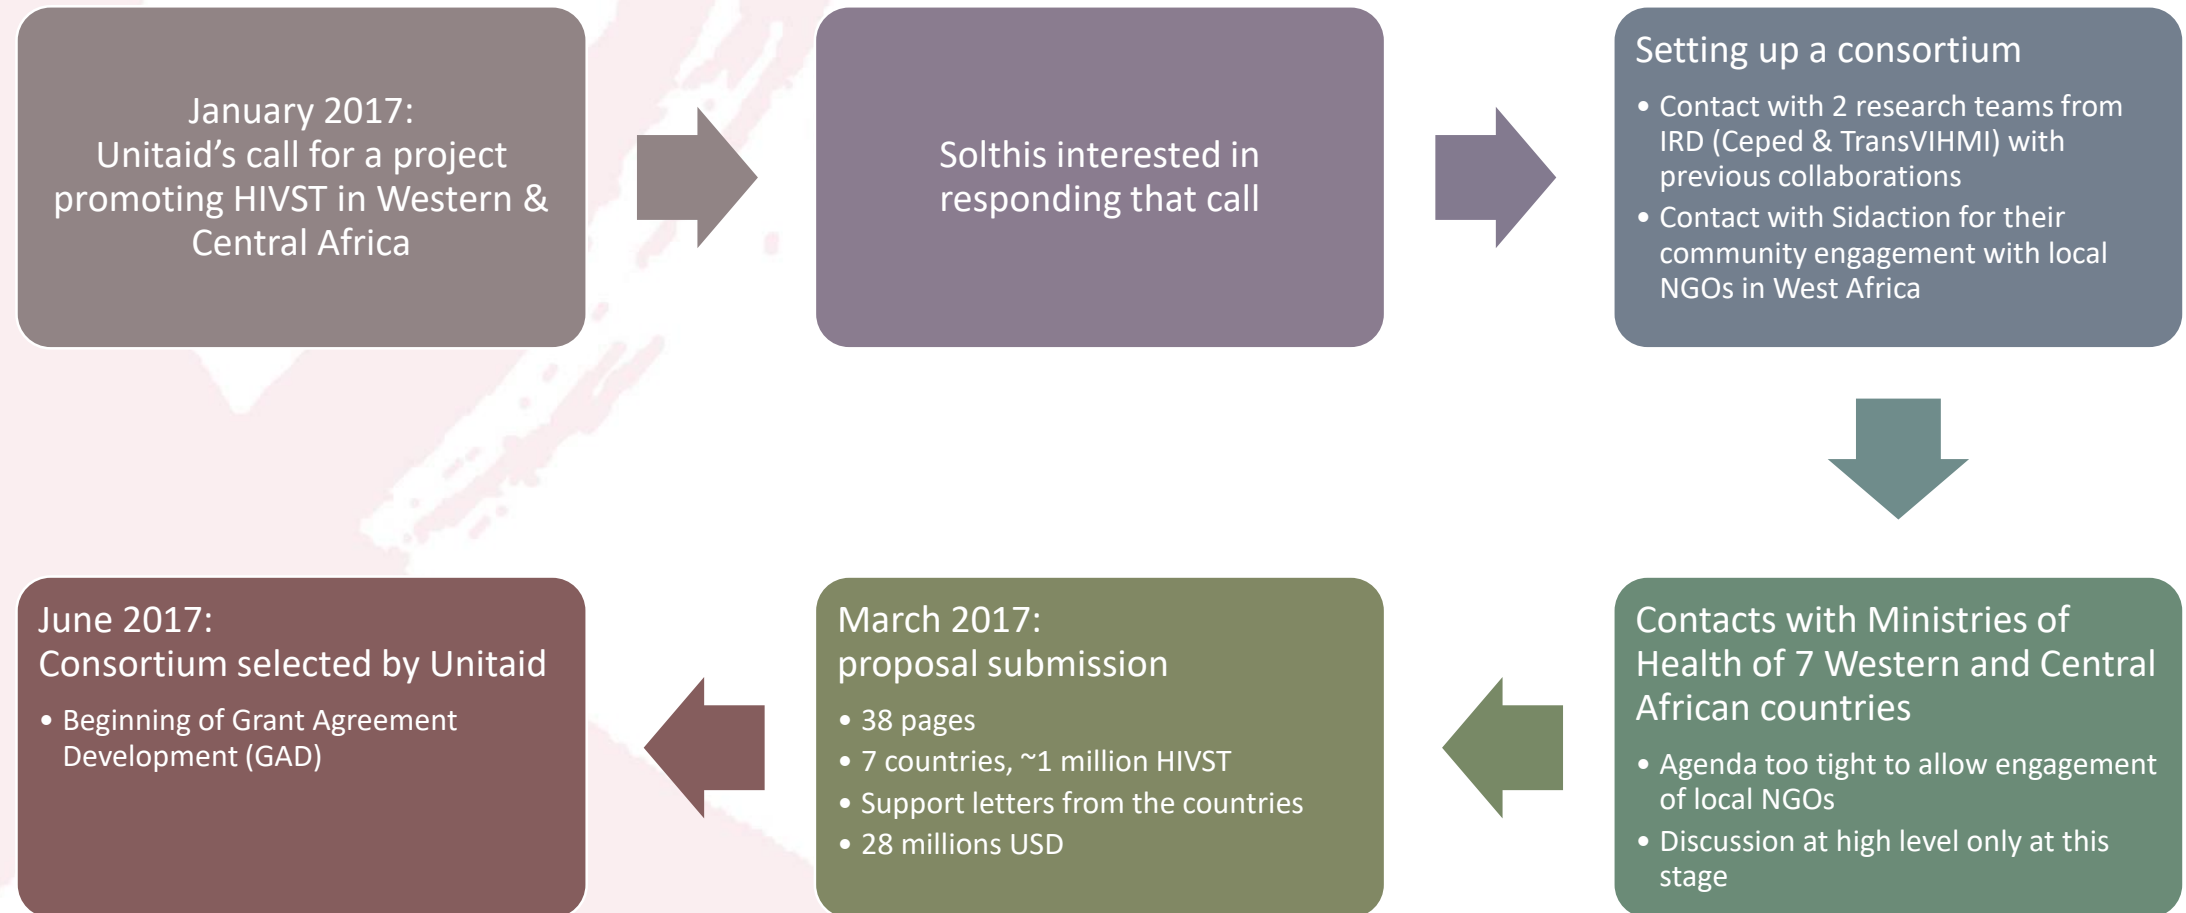 January 2017:
Unitaid’s call for a project
promoting HIVST in Western &
Central Africa
Solthis interested in
responding that call
Setting up a consortium
• Contact with 2 research teams from
IRD (Ceped & TransVIHMI) with
previous collaborations
• Contact with Sidaction for their
community engagement with local
NGOs in West Africa
Contacts with Ministries of
Health of 7 Western and Central
African countries
• Agenda too tight to allow engagement
of local NGOs
• Discussion at high level only at this
stage
March 2017:
proposal submission
• 38 pages
• 7 countries, ~1 million HIVST
• Support letters from the countries
• 28 millions USD
June 2017:
Consortium selected by Unitaid
• Beginning of Grant Agreement
Development (GAD)